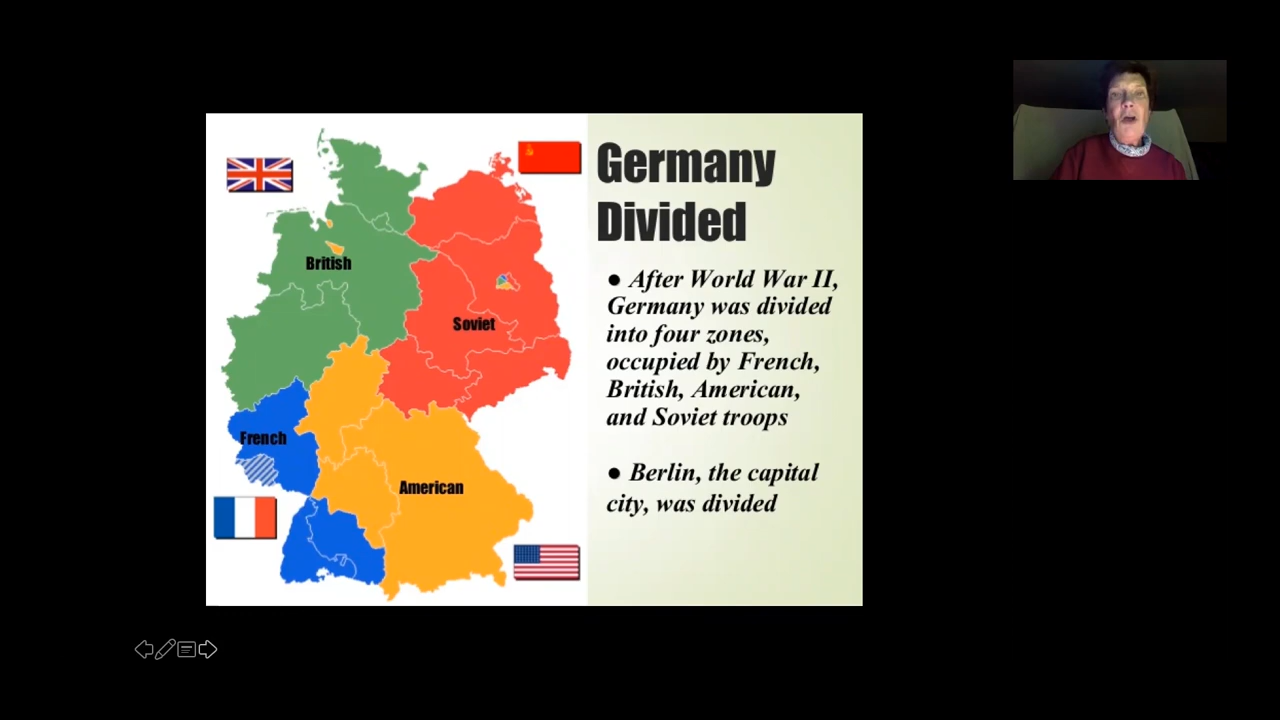 Germany
Divided
British
Soviet
French
American
● After World War II,
Germany was divided
into four zones,
occupied by French,
British, American,
and Soviet troops
● Berlin, the capital
city, was divided